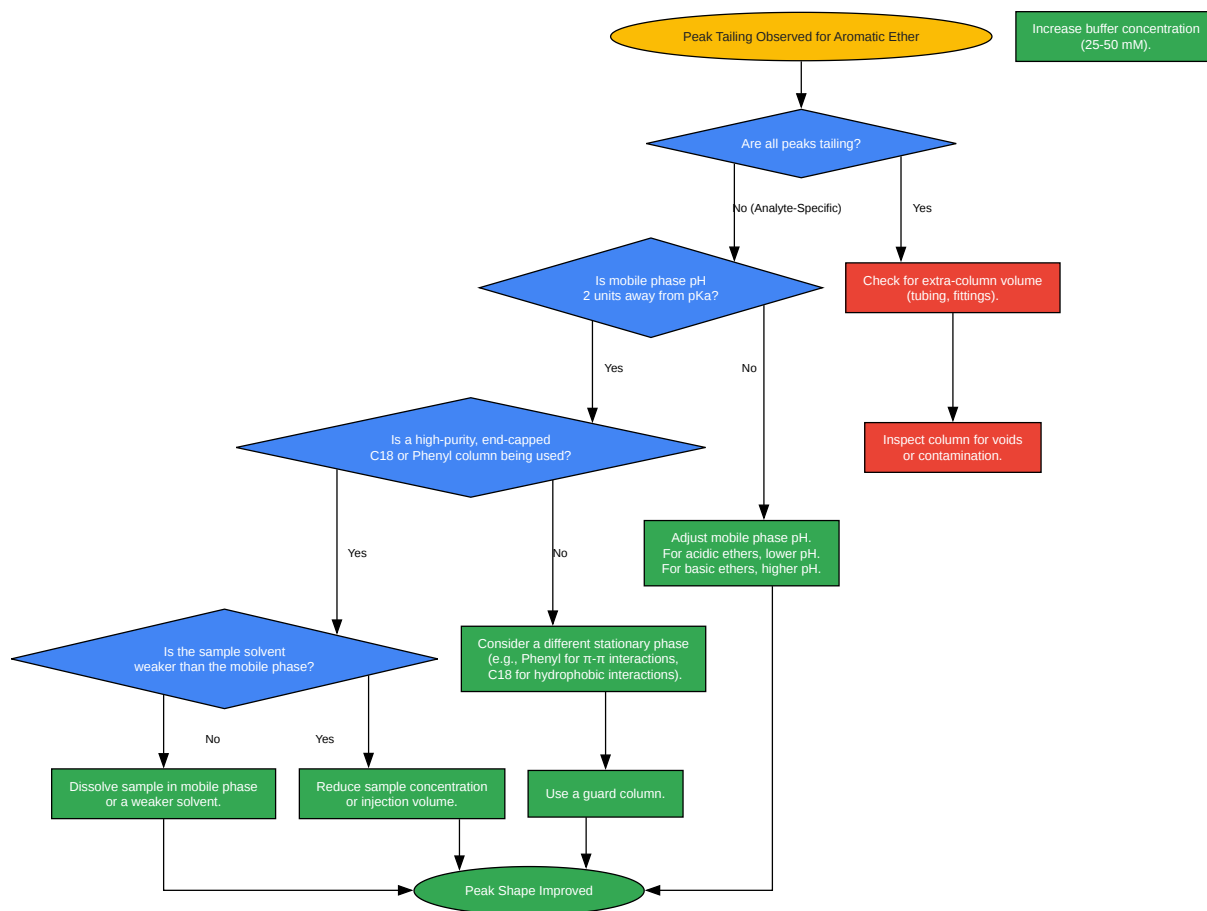 Peak Tailing Observed for Aromatic Ether
Increase buffer concentration
(25-50 mM).
Are all peaks tailing?
No (Analyte-Specific)
Yes
Is mobile phase pH
2 units away from pKa?
Check for extra-column volume
(tubing, fittings).
Yes
No
Is a high-purity, end-capped
C18 or Phenyl column being used?
Inspect column for voids
or contamination.
Yes
No
Adjust mobile phase pH.
For acidic ethers, lower pH.
For basic ethers, higher pH.
Is the sample solvent
weaker than the mobile phase?
Consider a different stationary phase
(e.g., Phenyl for π-π interactions,
C18 for hydrophobic interactions).
No
Yes
Dissolve sample in mobile phase
or a weaker solvent.
Reduce sample concentration
or injection volume.
Use a guard column.
Peak Shape Improved